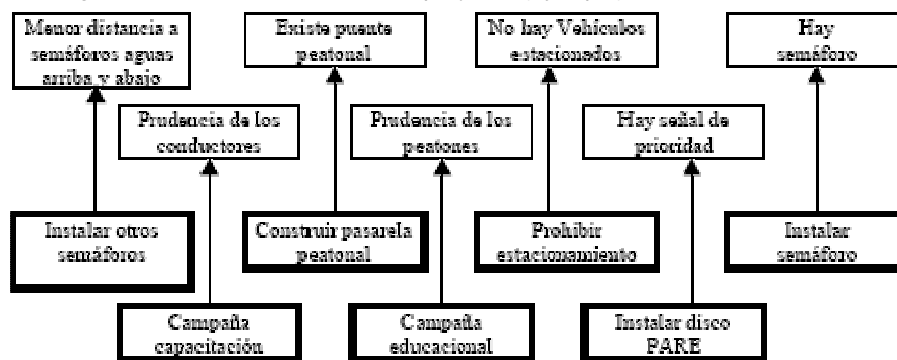 Menor distancia a
semáforos aguas
arriba y abajo
Existe puente
peatonal
No hay Vehículos
estacionados
Hay
semáforo
Prudencia de los
conductores
Prudencia de los
peatones
Hay señal de
prioridad
Instalar otros
semáforos
Construir pasarela
peatonal
Prohibir
estacionamiento
Instalar
semáforo
Campaña
capacitación
Campaña
educacional
Instalar disco
PARE